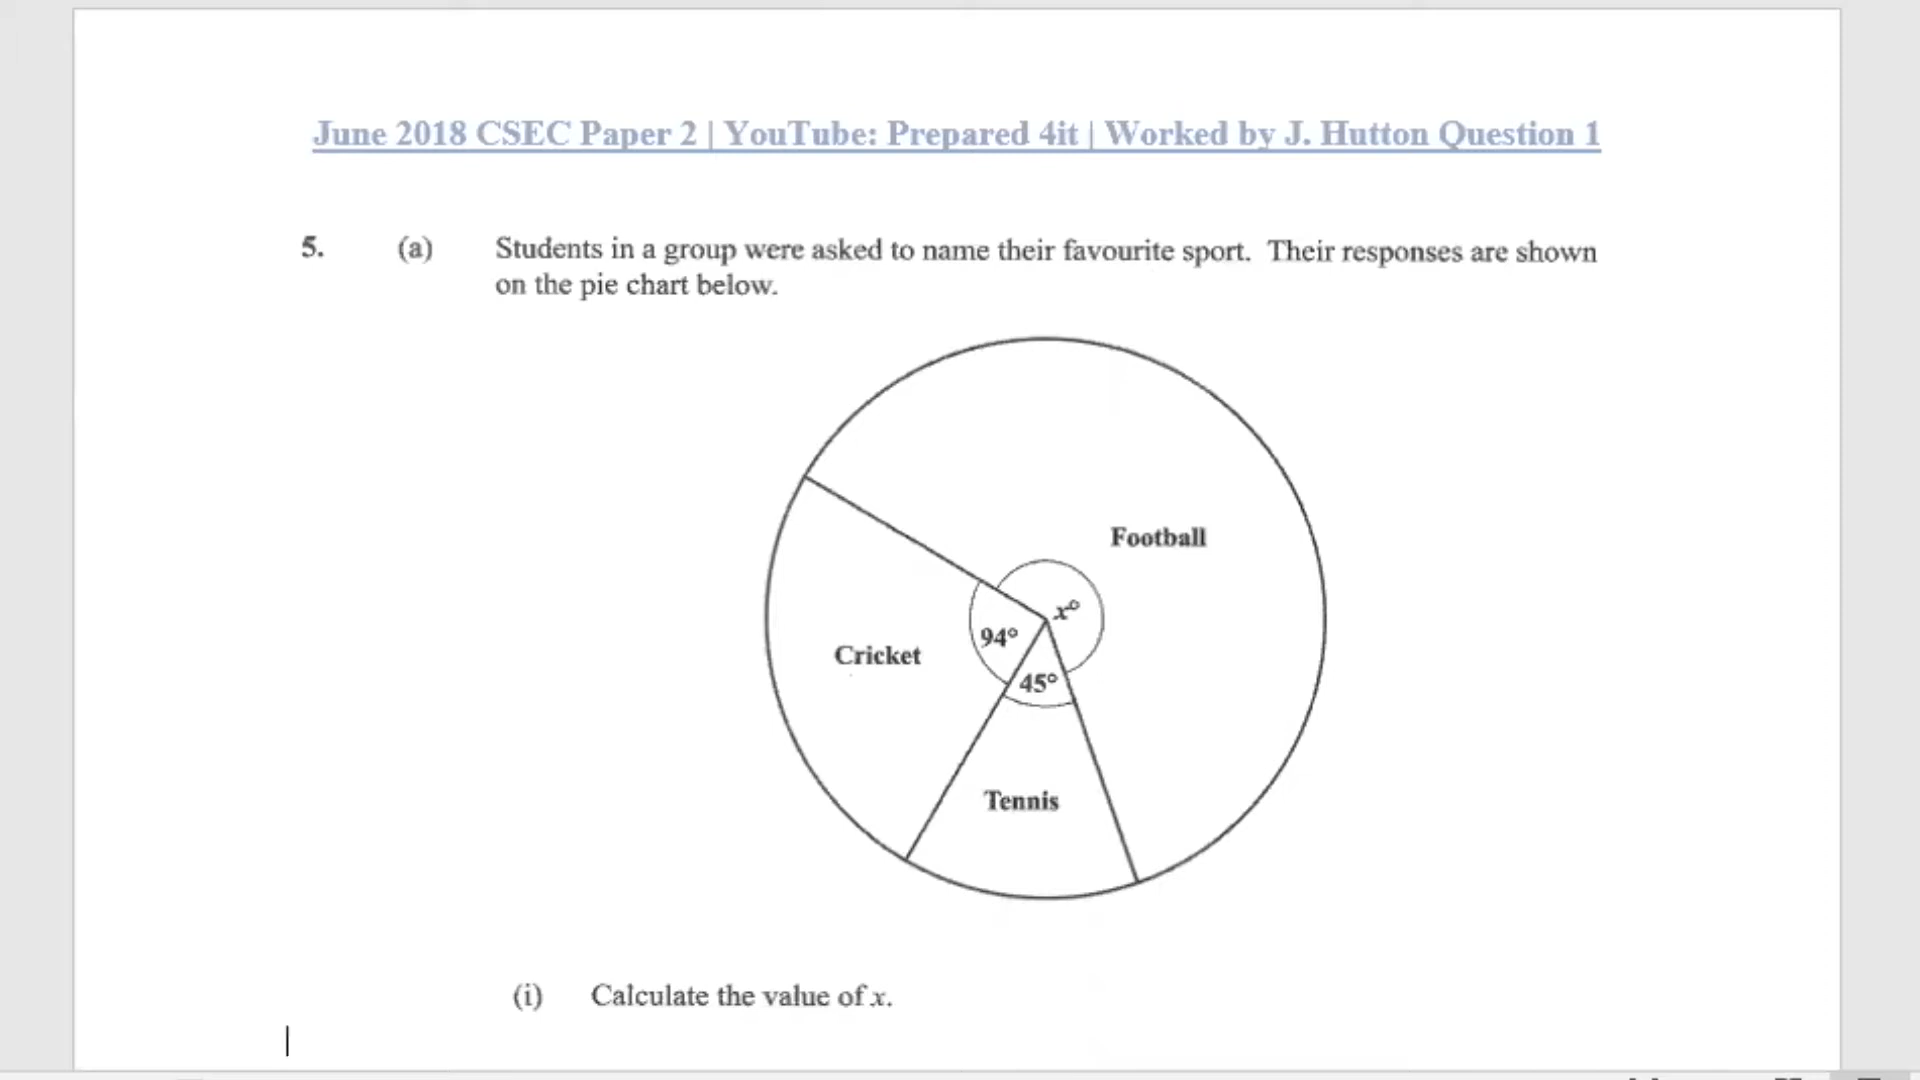 June 2018 CSEC Paper 2 | YouTube: Prepared 4it | Worked by J. Hutton Question 1
5. (a) Students in a group were asked to name their favourite sport. Their responses are shown
on the pie chart below.
Football
x°
94°
Cricket
45°
Tennis
(i) Calculate the value of x.